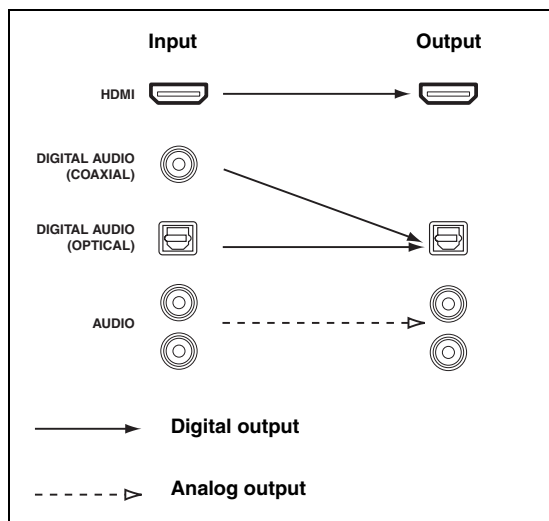 Input Output
HDMI
DIGITAL AUDIO
(COAXIAL)
DIGITAL AUDIO
(OPTICAL)
AUDIO
Digital output
Analog output